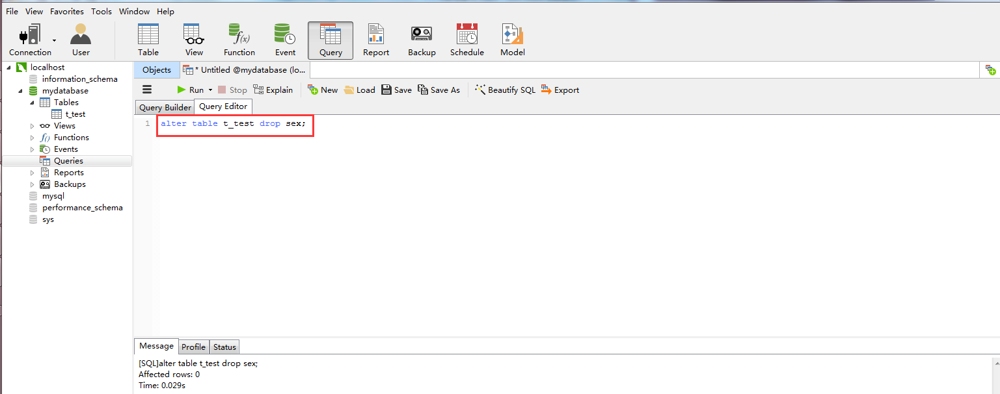 File View Favorites Tools Window Help
Connection User Table View Function Event Query Report Backup Schedule Model
f(x)
localhost
information_schema
mydatabase
Tables
t_test
Views
f() Functions
Events
Queries
Reports
Backups
mysql
performance_schema
sys
Objects * Untitled @mydatabase (lo...
Run Stop Explain New Load Save Save As Beautify SQL Export
Query Builder Query Editor
1 alter table t_test drop sex;
Message Profile Status
[SQL]alter table t_test drop sex;
Affected rows: 0
Time: 0.029s